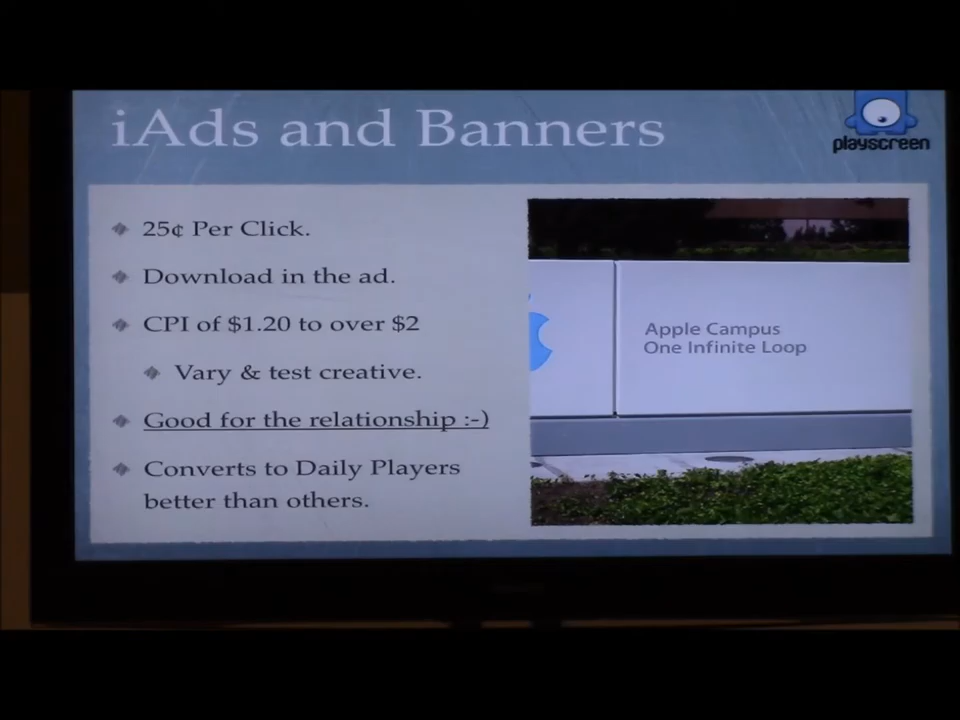 iAds and Banners
playscreen
25¢ Per Click.
Download in the ad.
CPI of $1.20 to over $2
Vary & test creative.
Good for the relationship :-)
Converts to Daily Players
better than others.
Apple Campus
One Infinite Loop